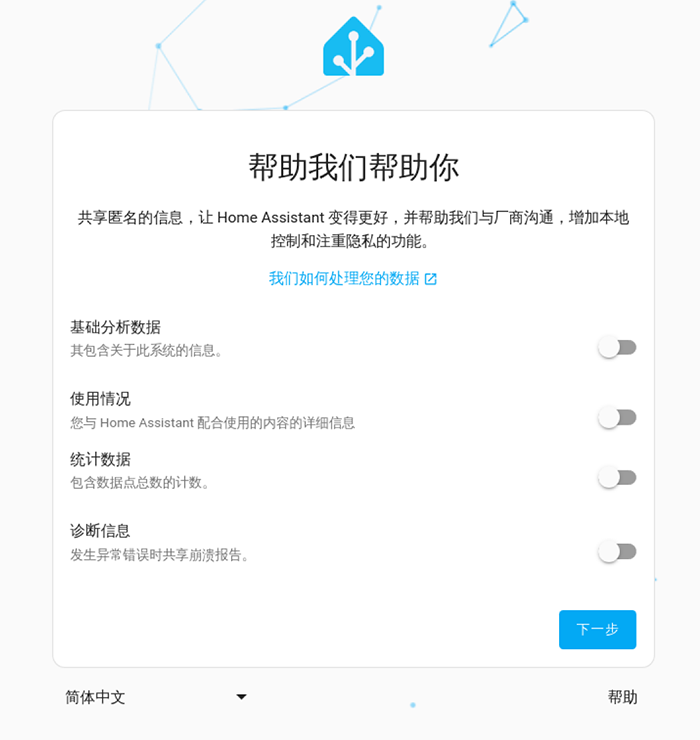 帮助我们帮助你
共享匿名的信息，让 Home Assistant 变得更好，并帮助我们与厂商沟通，增加本地
控制和注重隐私的功能。
我们如何处理您的数据
基础分析数据
其包含关于此系统的信息。
使用情况
您与 Home Assistant 配合使用的内容的详细信息
统计数据
包含数据点总数的计数。
诊断信息
发生异常错误时共享崩溃报告。
下一步
简体中文
帮助